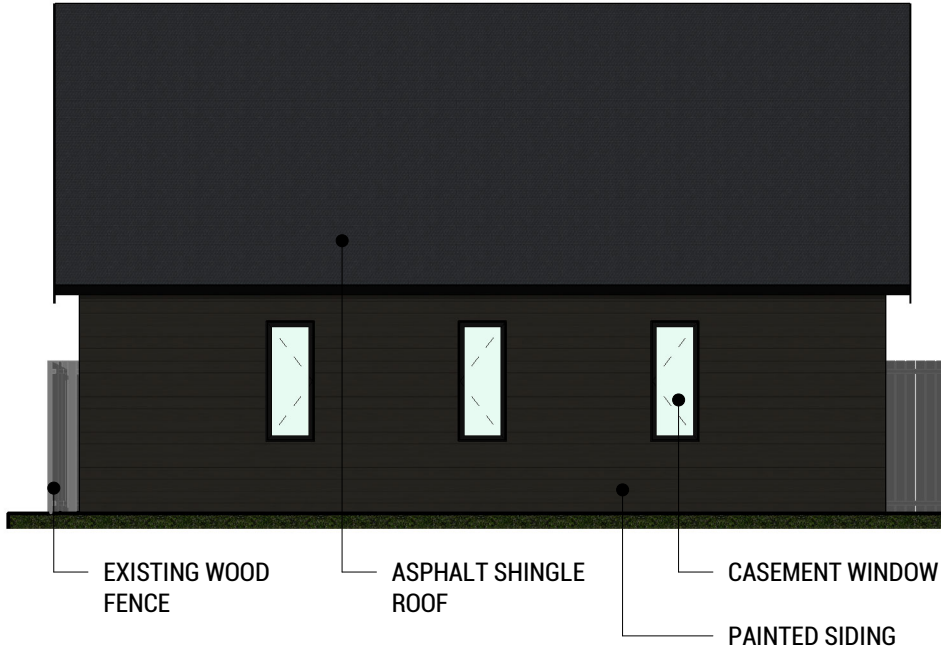 EXISTING WOOD
FENCE
ASPHALT SHINGLE
ROOF
CASEMENT WINDOW
PAINTED SIDING